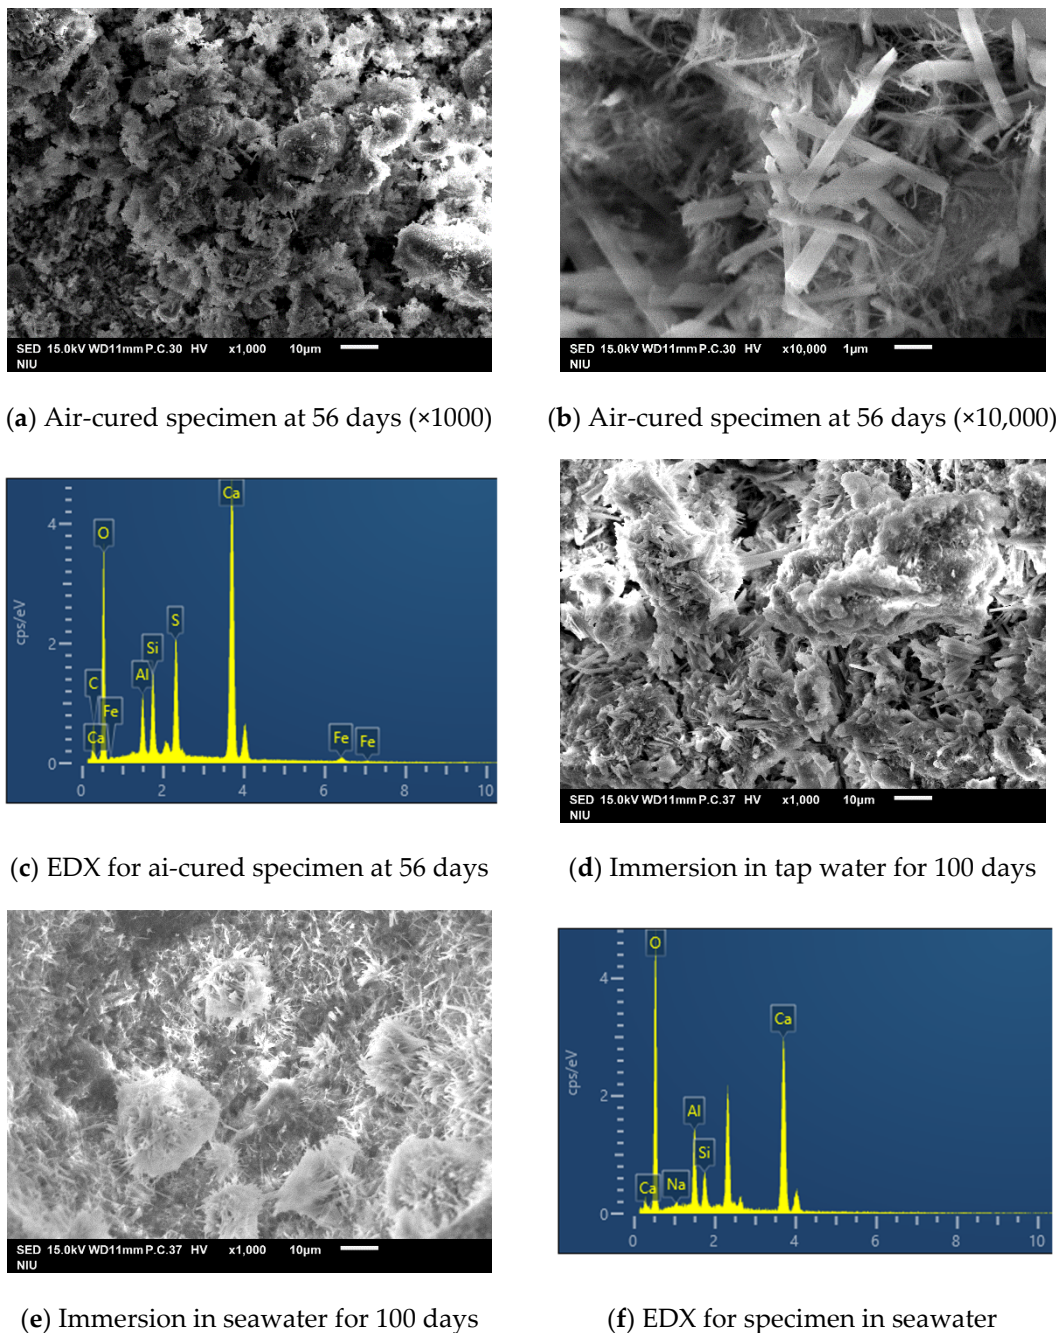 SED 15.0kV WD11mm P.C.30 HV x1,000 10µm
NIU
SED 15.0kV WD11mm P.C.30 HV x10,000 1µm
NIU
(a) Air-cured specimen at 56 days (×1000)
(b) Air-cured specimen at 56 days (×10,000)
Ca
O
S
Si
Al
C
Fe
Ca
Fe
Fe
cps/eV
4
2
0
0 2 4 6 8 10
SED 15.0kV WD11mm P.C.37 HV x1,000 10µm
NIU
(c) EDX for ai-cured specimen at 56 days
(d) Immersion in tap water for 100 days
SED 15.0kV WD11mm P.C.37 HV x1,000 10µm
NIU
O
Ca
Al
Si
Ca
Na
cps/eV
4
2
0
0 2 4 6 8 10
(e) Immersion in seawater for 100 days
(f) EDX for specimen in seawater